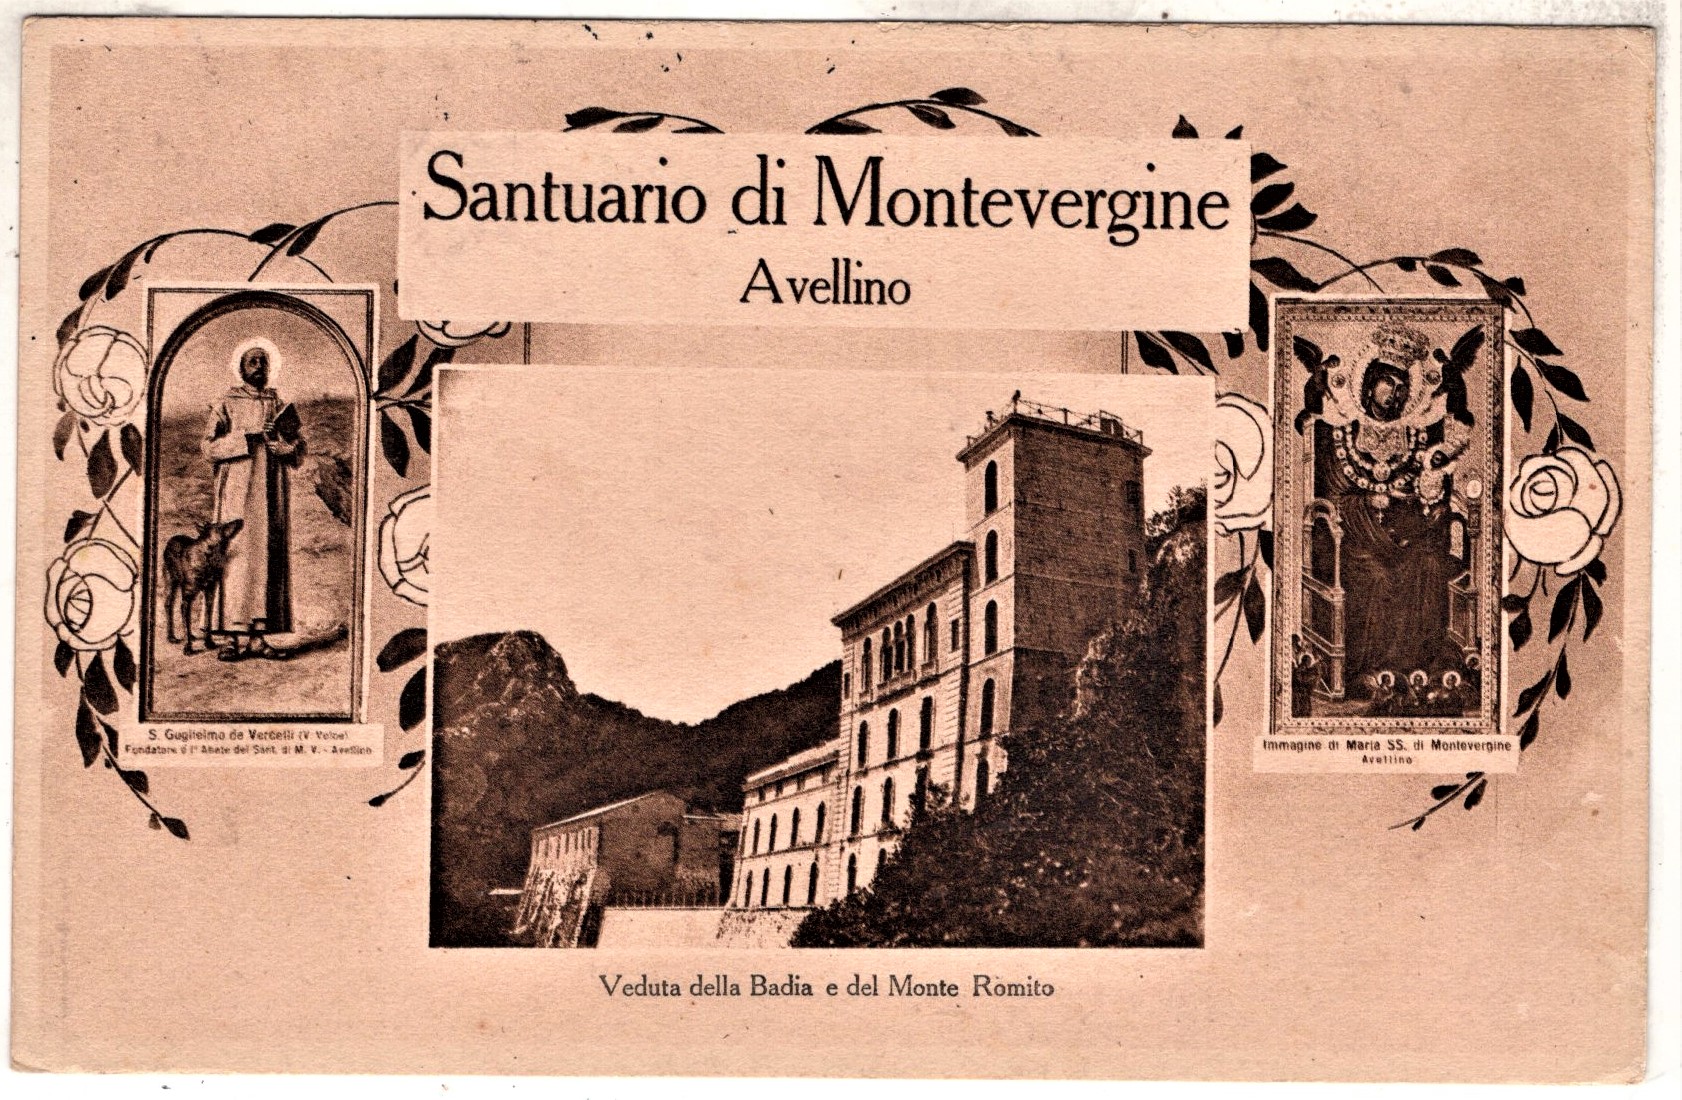 Santuario di Montevergine
Avellino
S. Guglielmo de Vercelli
Fondatore e 1° Abate del Sant. di M. V. - Avellino
Immagine di Maria SS. di Montevergine
Avellino
Veduta della Badia e del Monte Romito